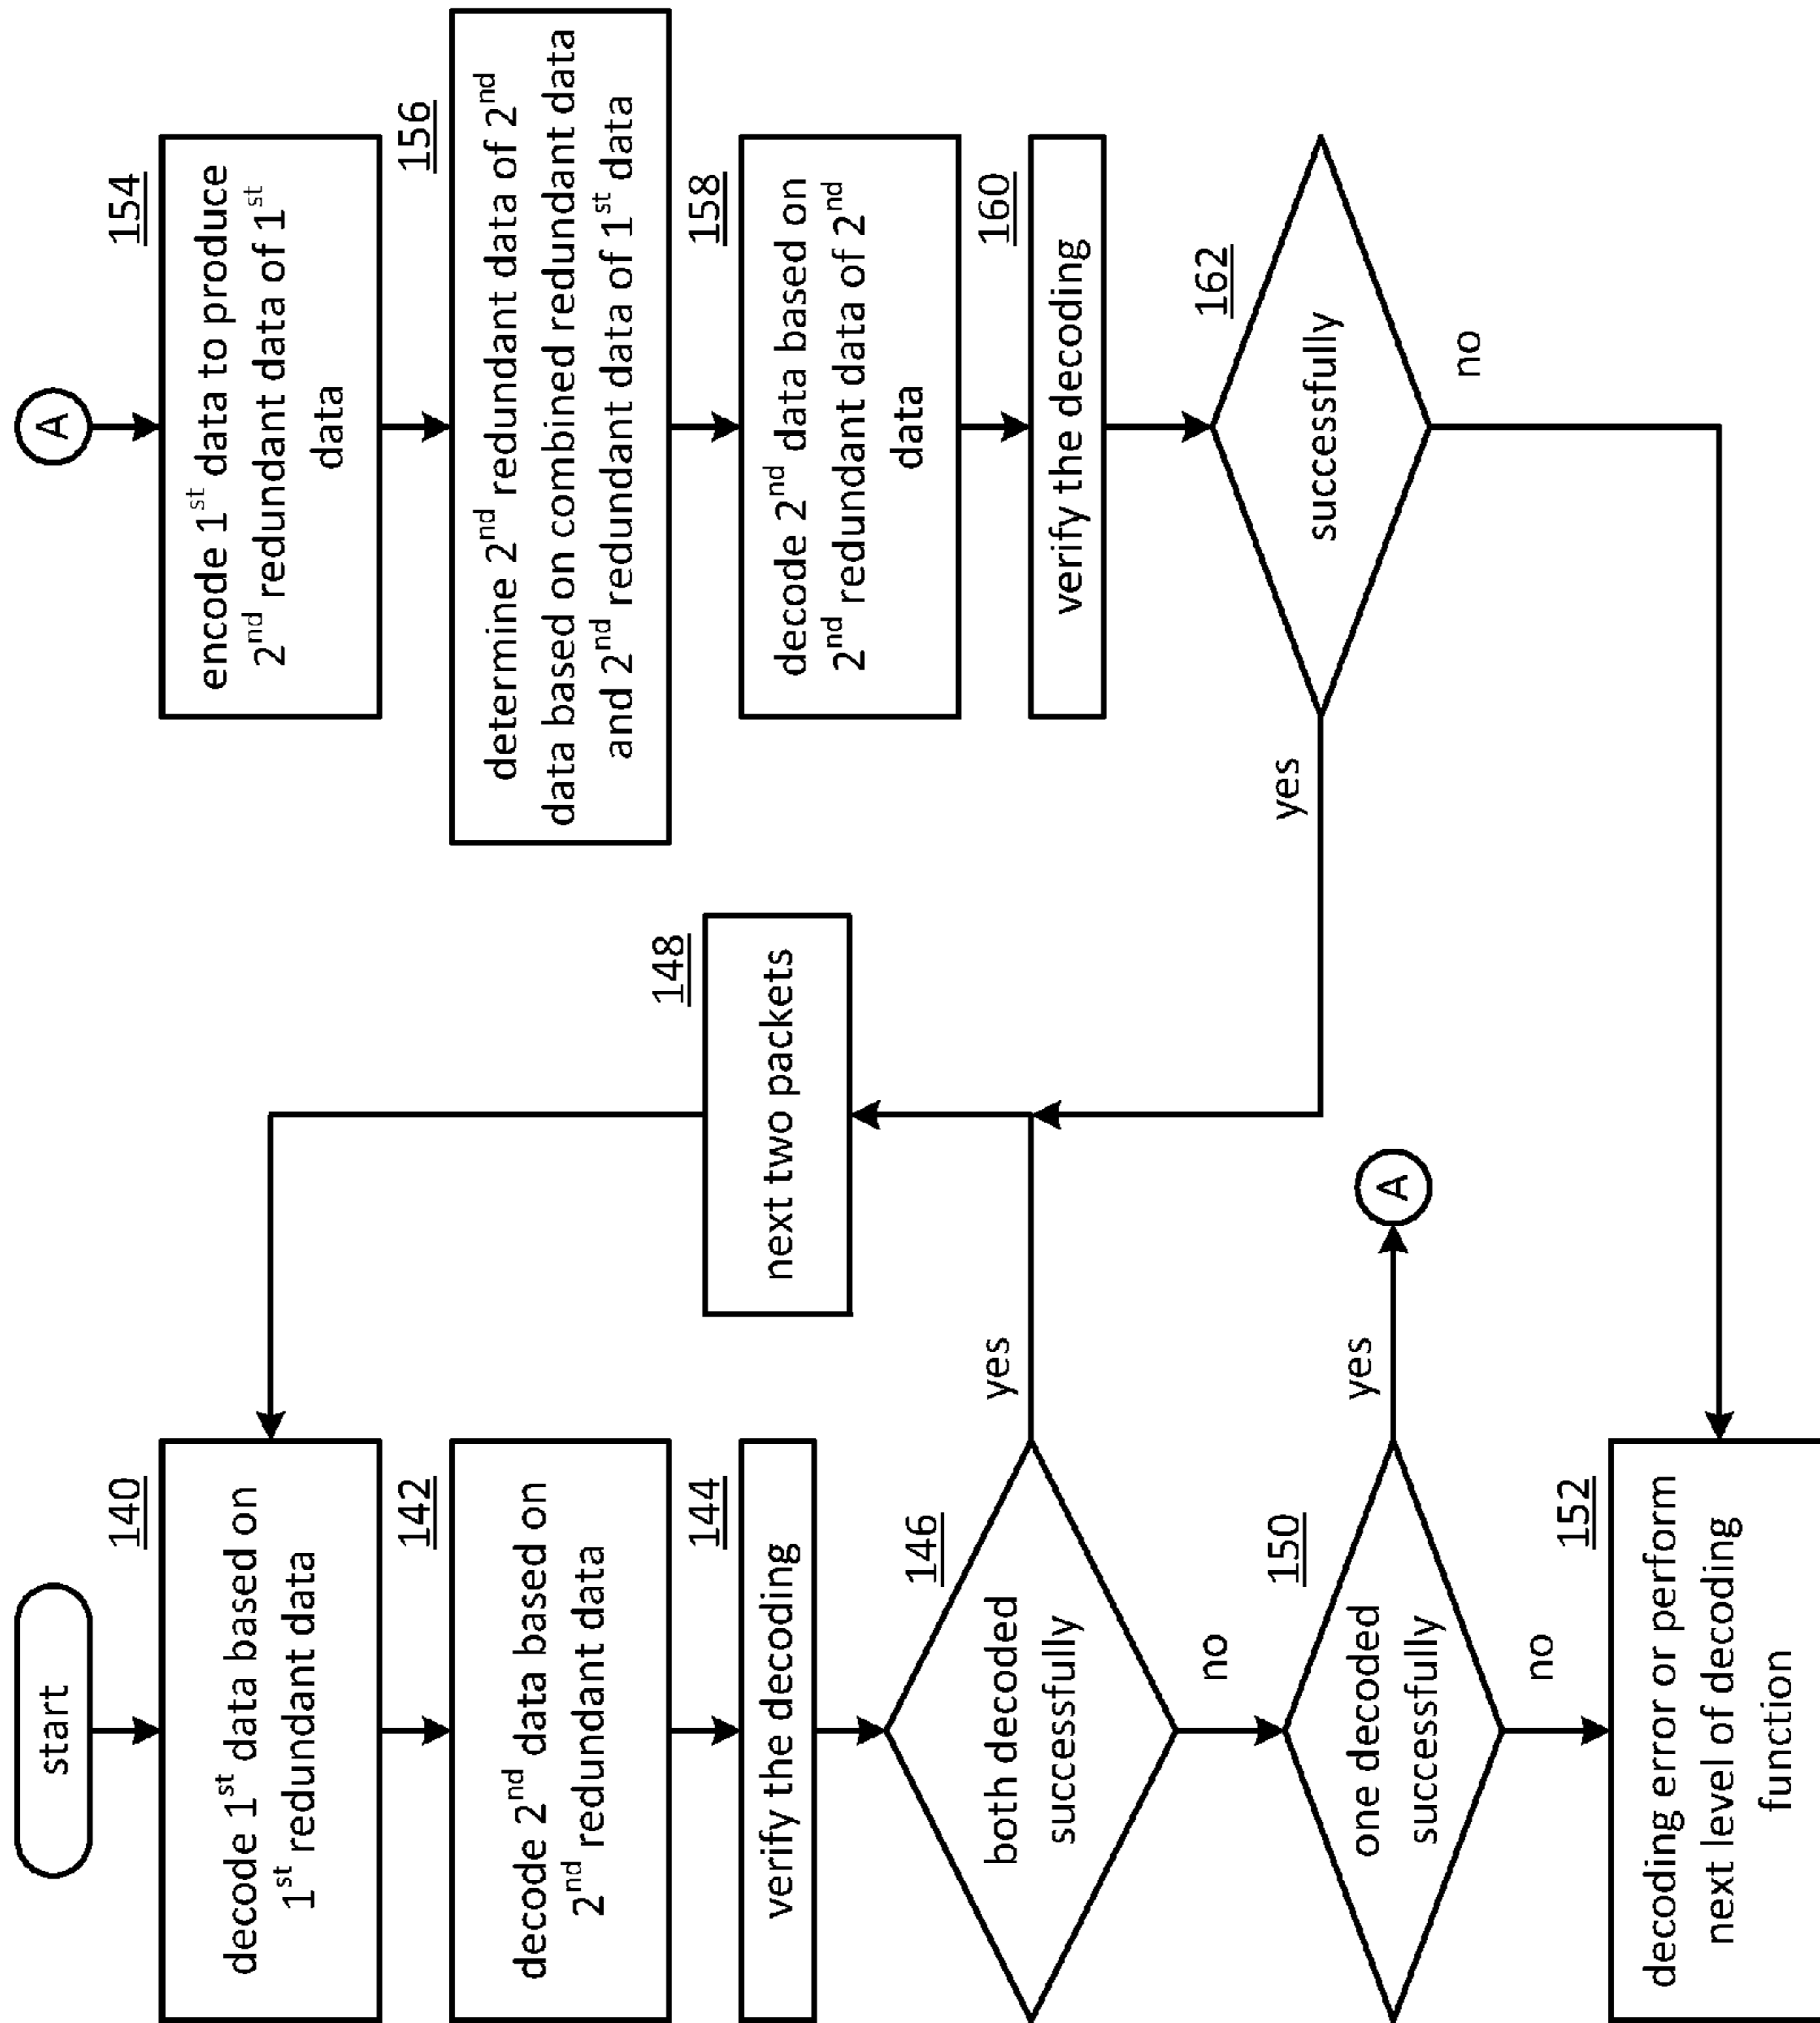 start
140
decode 1st data based on
1st redundant data
142
decode 2nd data based on
2nd redundant data
144
verify the decoding
146
both decoded
successfully
yes
no
148
next two packets
150
one decoded
successfully
yes
A
no
152
decoding error or perform
next level of decoding
function
A
154
encode 1st data to produce
2nd redundant data of 1st
data
156
determine 2nd redundant data of 2nd
data based on combined redundant data
and 2nd redundant data of 1st data
158
decode 2nd data based on
2nd redundant data of 2nd
data
160
verify the decoding
162
successfully
yes
no